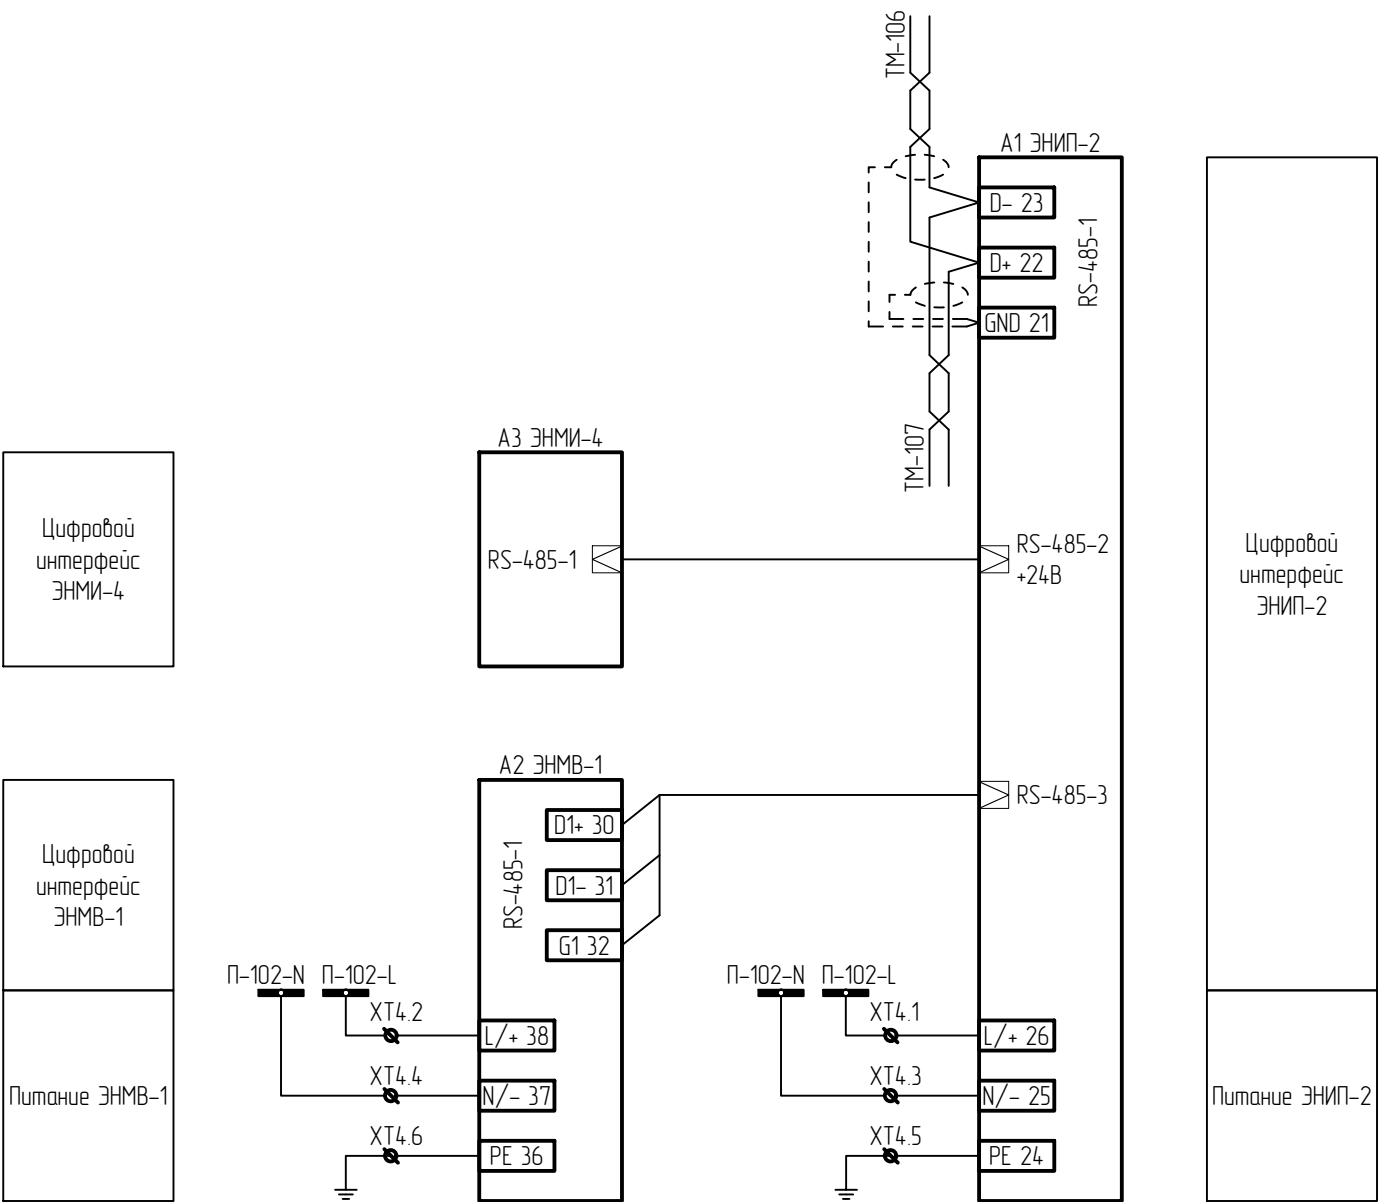 ТМ-106
А1 ЭНИП-2
D- 23
D+ 22
GND 21
RS-485-1
ТМ-107
А3 ЭНМИ-4
RS-485-1
RS-485-2
+24В
Цифровой
интерфейс
ЭНМИ-4
Цифровой
интерфейс
ЭНИП-2
А2 ЭНМВ-1
D1+ 30
D1- 31
G1 32
RS-485-1
RS-485-3
Цифровой
интерфейс
ЭНМВ-1
П-102-N П-102-L
XT4.2
L/+ 38
XT4.4
N/- 37
XT4.6
PE 36
П-102-N П-102-L
XT4.1
L/+ 26
XT4.3
N/- 25
XT4.5
PE 24
Питание ЭНМВ-1
Питание ЭНИП-2